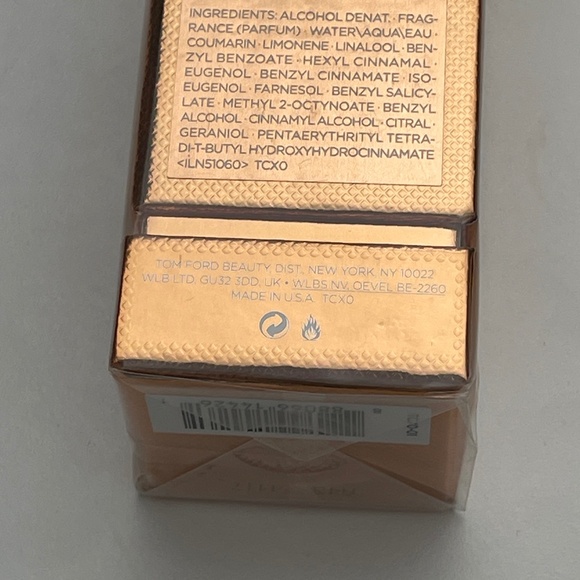 INGREDIENTS: ALCOHOL DENAT. · FRAG-
RANCE (PARFUM) · WATER\AQUA\EAU ·
COUMARIN · LIMONENE · LINALOOL · BEN-
ZYL BENZOATE · HEXYL CINNAMAL ·
EUGENOL · BENZYL CINNAMATE · ISO-
EUGENOL · FARNESOL · BENZYL SALICY-
LATE · METHYL 2-OCTYNOATE · BENZYL
ALCOHOL · CINNAMYL ALCOHOL · CITRAL ·
GERANIOL · PENTAERYTHRITYL TETRA-
DI-T-BUTYL HYDROXYHYDROCINNAMATE
<ILN51060> TCX0
TOM FORD BEAUTY DIST. NEW YORK, NY 10022
WLB LTD. GU32 3DD, UK • WLBS NV. OEVEL BE-2260
MADE IN U.S.A. TCX0